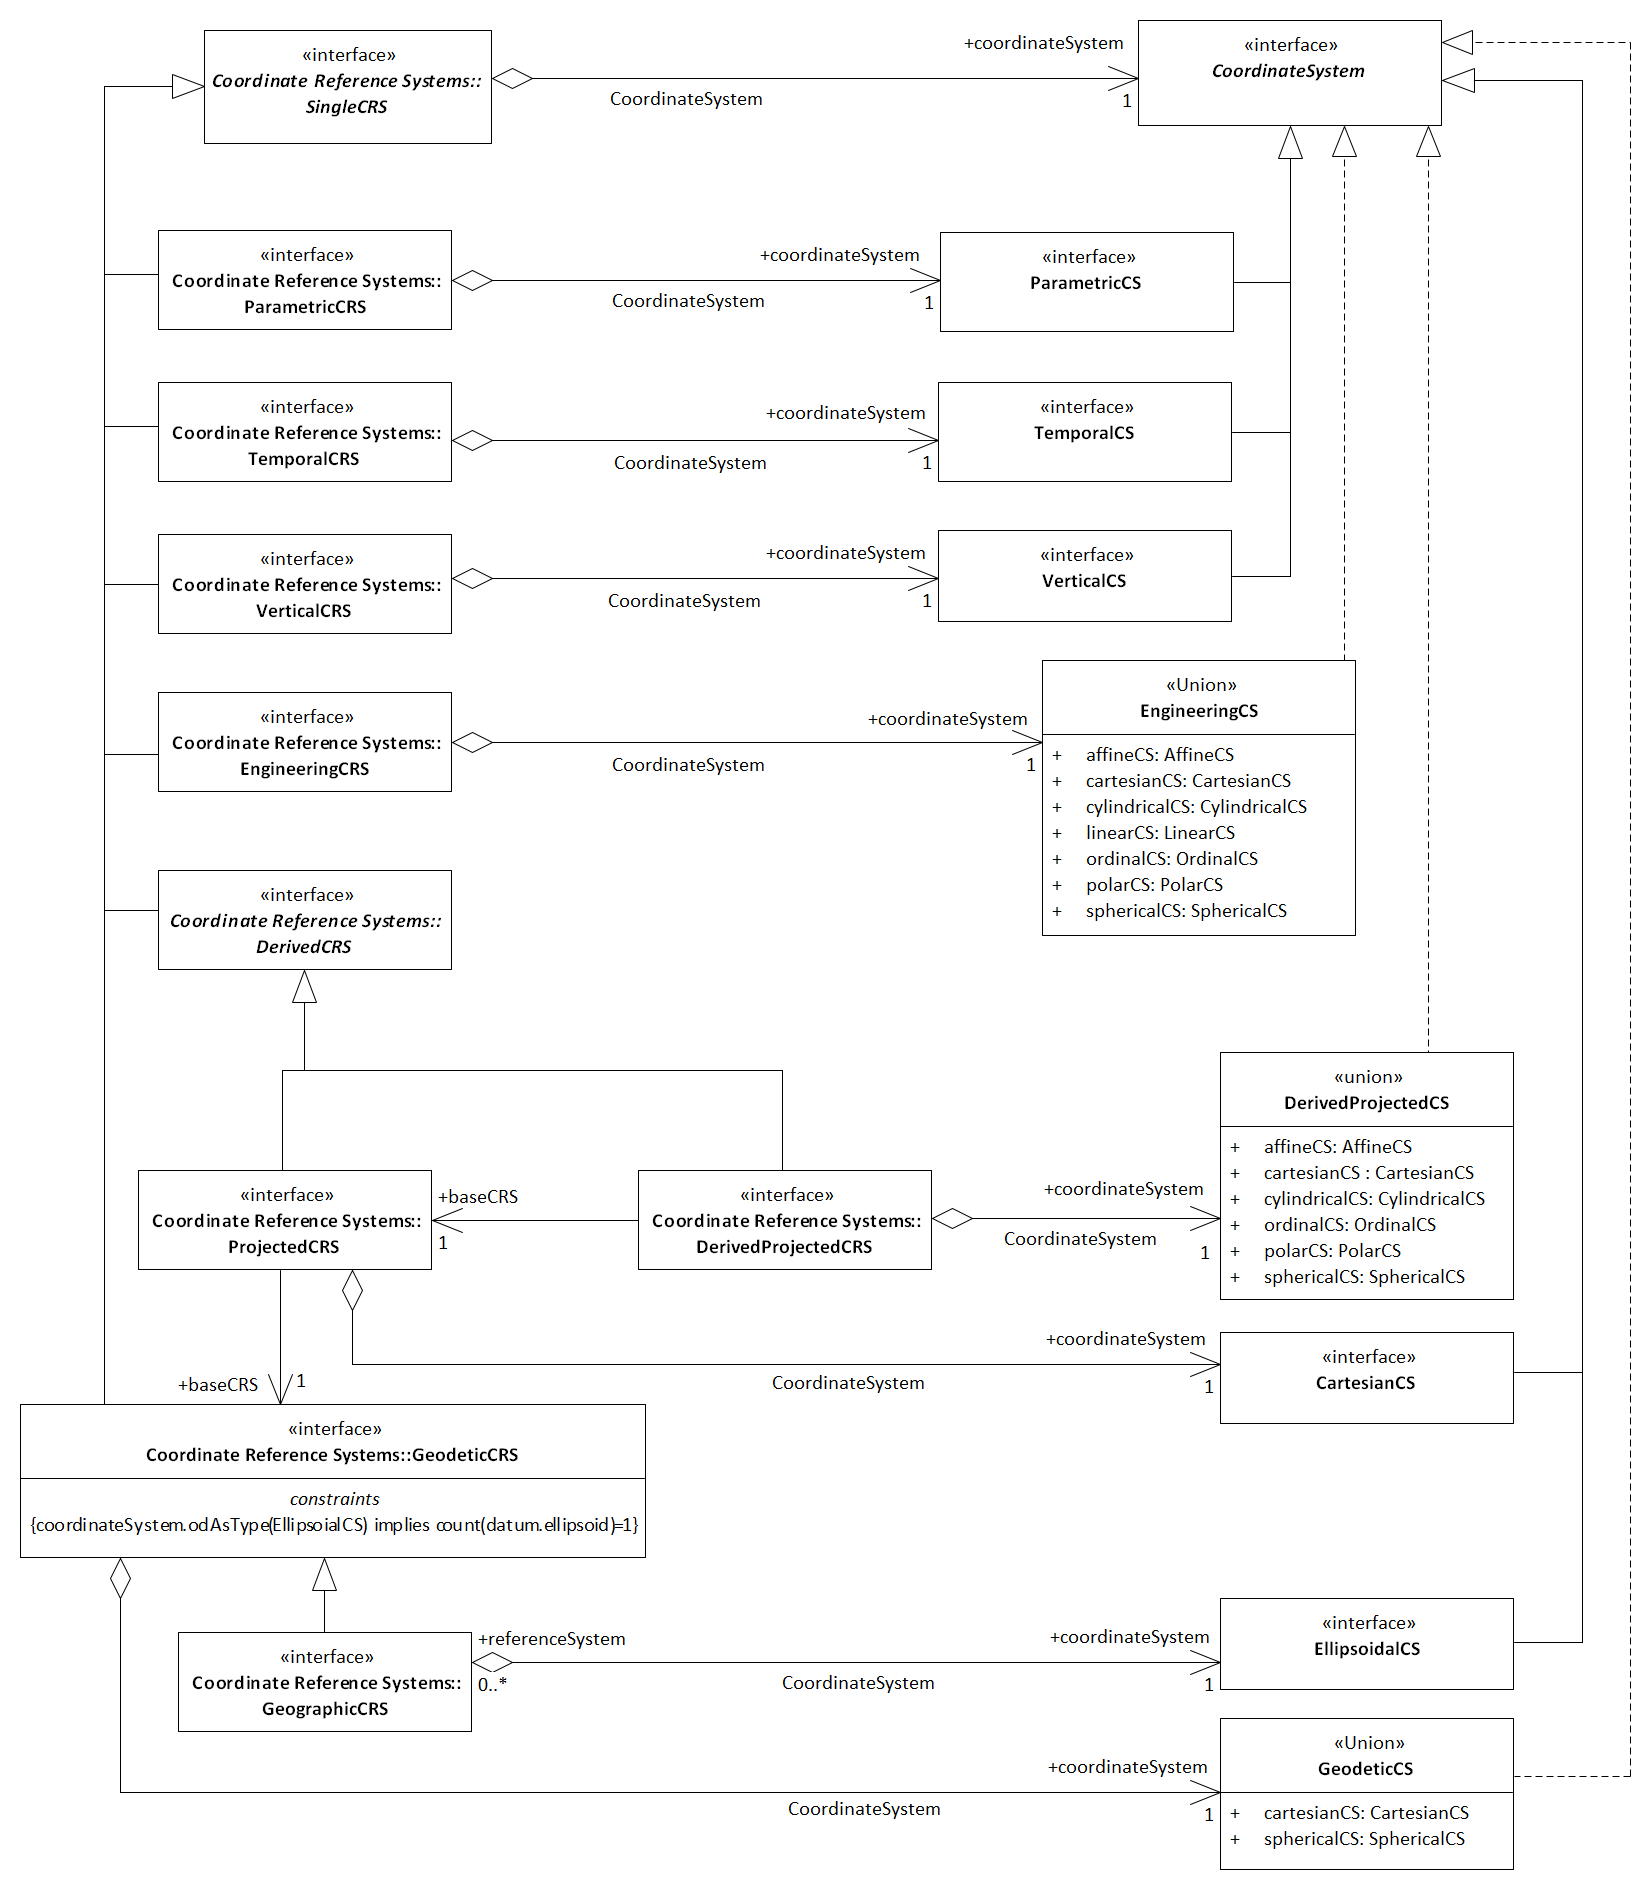 «interface»
Coordinate Reference Systems::
SingleCRS
+coordinateSystem
CoordinateSystem
1
«interface»
CoordinateSystem
«interface»
Coordinate Reference Systems::
ParametricCRS
+coordinateSystem
CoordinateSystem
1
«interface»
ParametricCS
«interface»
Coordinate Reference Systems::
TemporalCRS
+coordinateSystem
CoordinateSystem
1
«interface»
TemporalCS
«interface»
Coordinate Reference Systems::
VerticalCRS
+coordinateSystem
CoordinateSystem
1
«interface»
VerticalCS
«interface»
Coordinate Reference Systems::
EngineeringCRS
+coordinateSystem
CoordinateSystem
1
«Union»
EngineeringCS
+ affineCS: AffineCS
+ cartesianCS: CartesianCS
+ cylindricalCS: CylindricalCS
+ linearCS: LinearCS
+ ordinalCS: OrdinalCS
+ polarCS: PolarCS
+ sphericalCS: SphericalCS
«interface»
Coordinate Reference Systems::
DerivedCRS
«interface»
Coordinate Reference Systems::
ProjectedCRS
+baseCRS
1
«interface»
Coordinate Reference Systems::
DerivedProjectedCRS
+coordinateSystem
CoordinateSystem
1
«union»
DerivedProjectedCS
+ affineCS: AffineCS
+ cartesianCS : CartesianCS
+ cylindricalCS: CylindricalCS
+ ordinalCS: OrdinalCS
+ polarCS: PolarCS
+ sphericalCS: SphericalCS
+coordinateSystem
CoordinateSystem
1
«interface»
CartesianCS
+baseCRS
1
«interface»
Coordinate Reference Systems::GeodeticCRS
constraints
{coordinateSystem.odAsType(EllipsoialCS) implies count(datum.ellipsoid)=1}
«interface»
Coordinate Reference Systems::
GeographicCRS
+referenceSystem
0..*
+coordinateSystem
CoordinateSystem
1
«interface»
EllipsoidalCS
+coordinateSystem
CoordinateSystem
1
«Union»
GeodeticCS
+ cartesianCS: CartesianCS
+ sphericalCS: SphericalCS